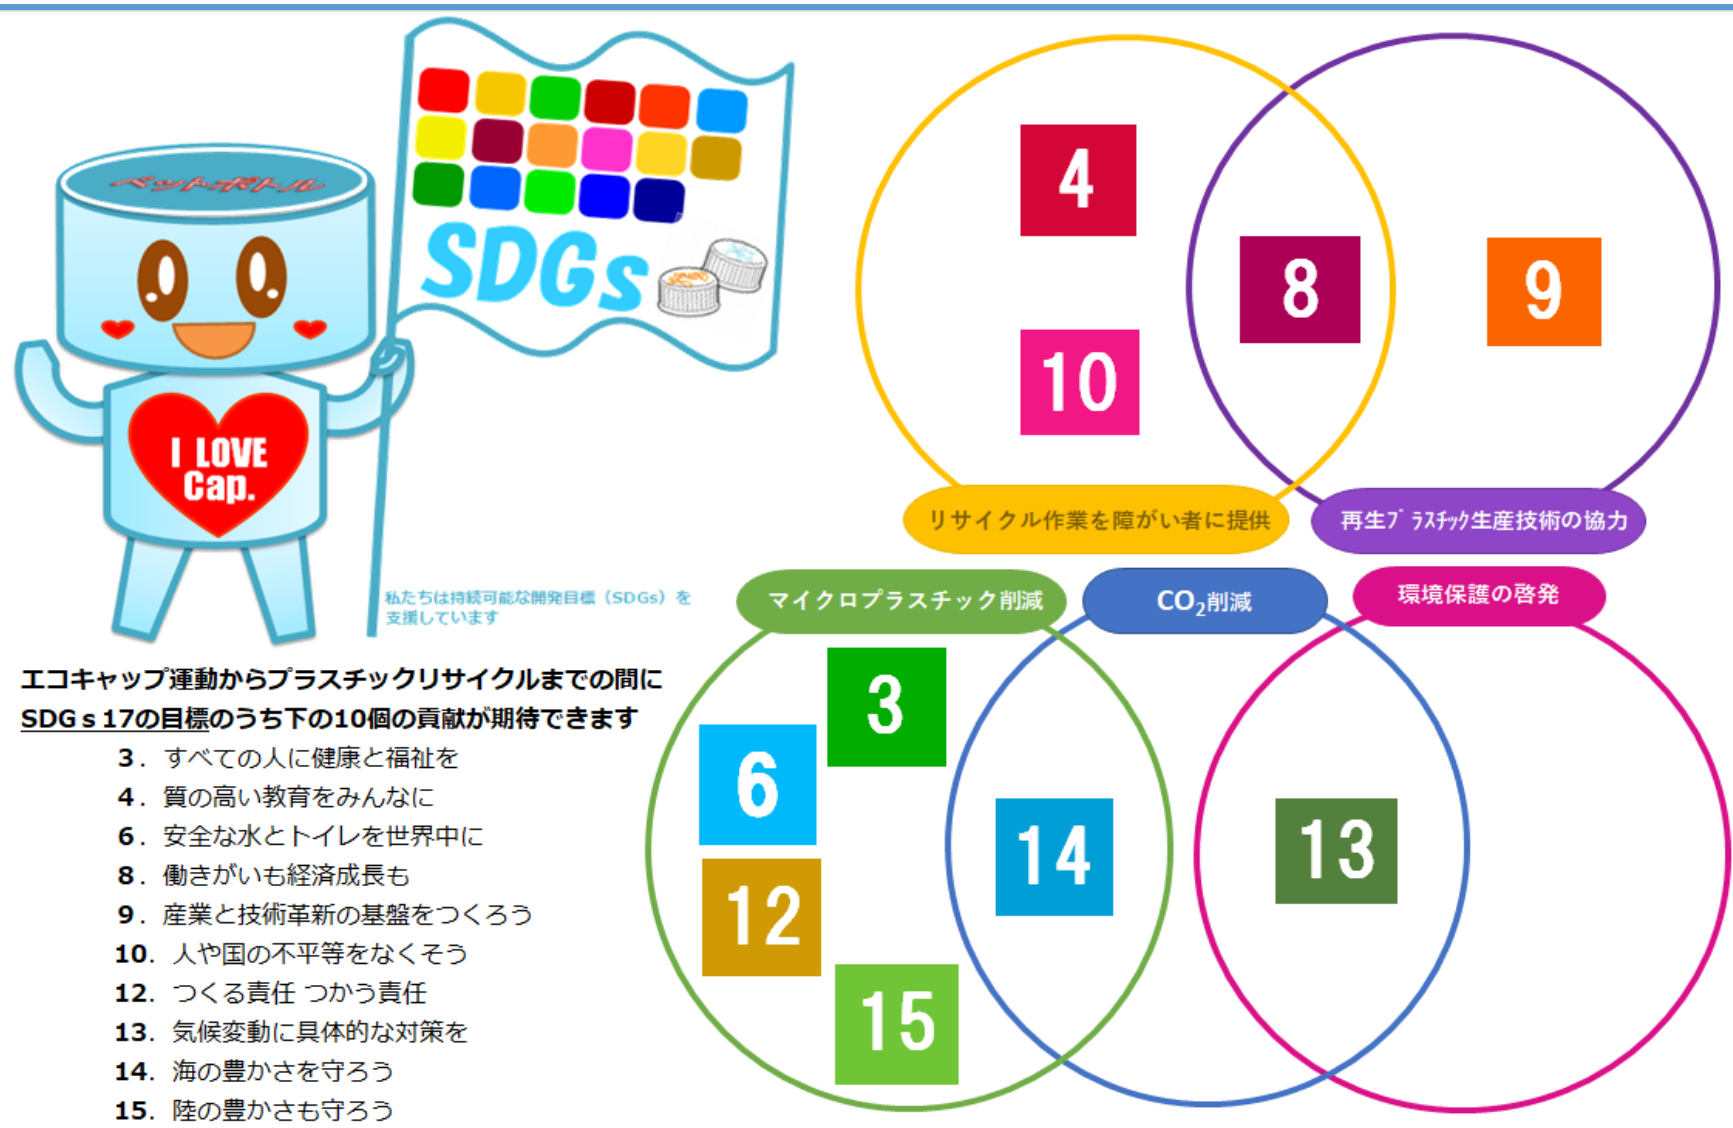 ペットボトル
SDGs
I LOVE
Cap.
私たちは持続可能な開発目標（SDGs）を
支援しています
エコキャップ運動からプラスチックリサイクルまでの間に
SDGｓ17の目標のうち下の10個の貢献が期待できます
3．すべての人に健康と福祉を
4．質の高い教育をみんなに
6．安全な水とトイレを世界中に
8．働きがいも経済成長も
9．産業と技術革新の基盤をつくろう
10．人や国の不平等をなくそう
12．つくる責任 つかう責任
13．気候変動に具体的な対策を
14．海の豊かさを守ろう
15．陸の豊かさも守ろう
4
8
9
10
リサイクル作業を障がい者に提供
再生ﾌﾟﾗｽﾁｯｸ生産技術の協力
マイクロプラスチック削減
CO₂削減
環境保護の啓発
3
6
14
13
12
15